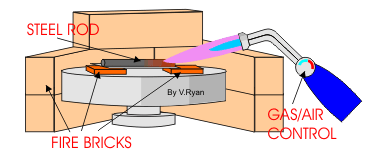 STEEL ROD
By V.Ryan
GAS/AIR
CONTROL
FIRE BRICKS